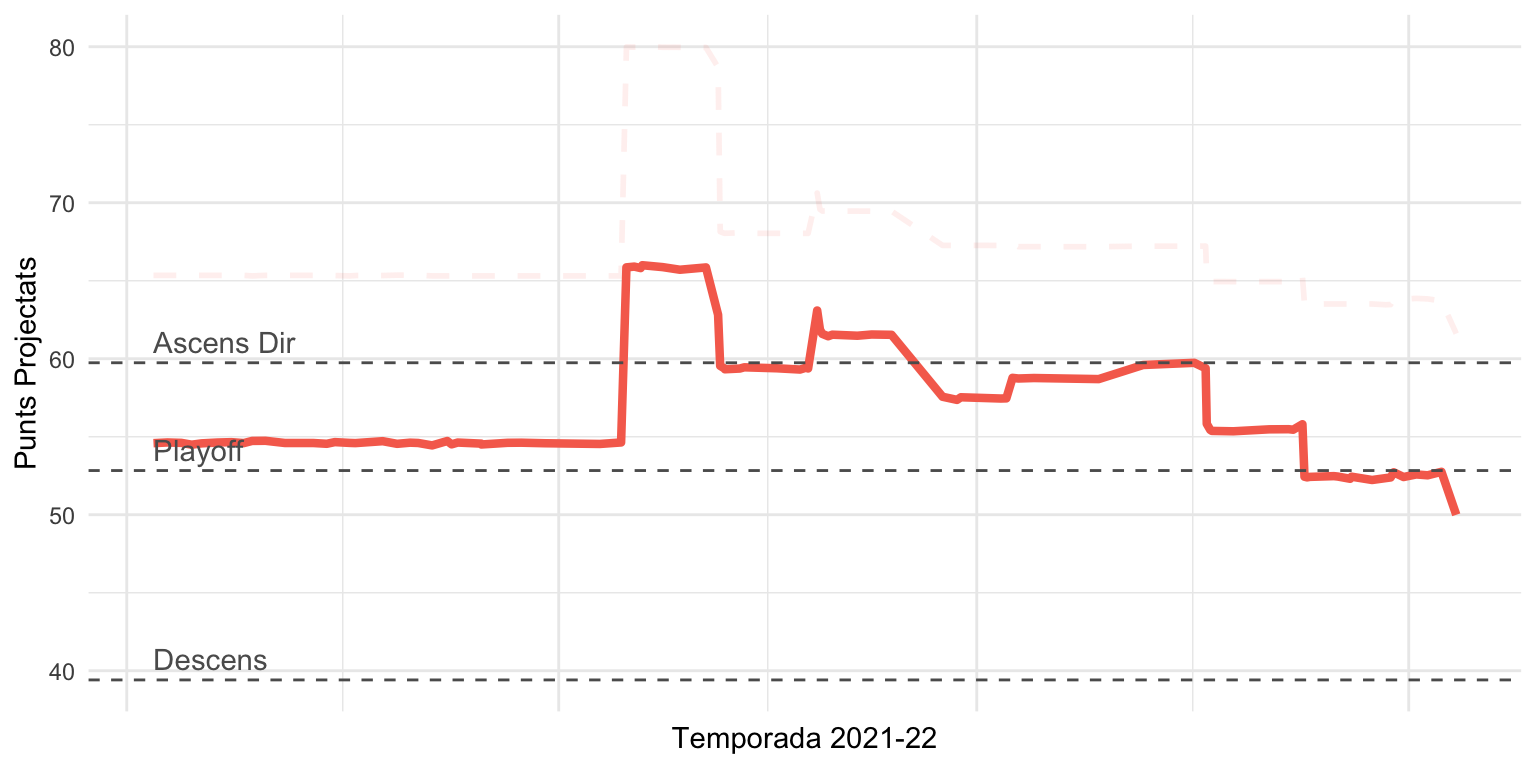 80
70
60
50
40
Punts Projectats
Ascens Dir
Playoff
Descens
Temporada 2021-22